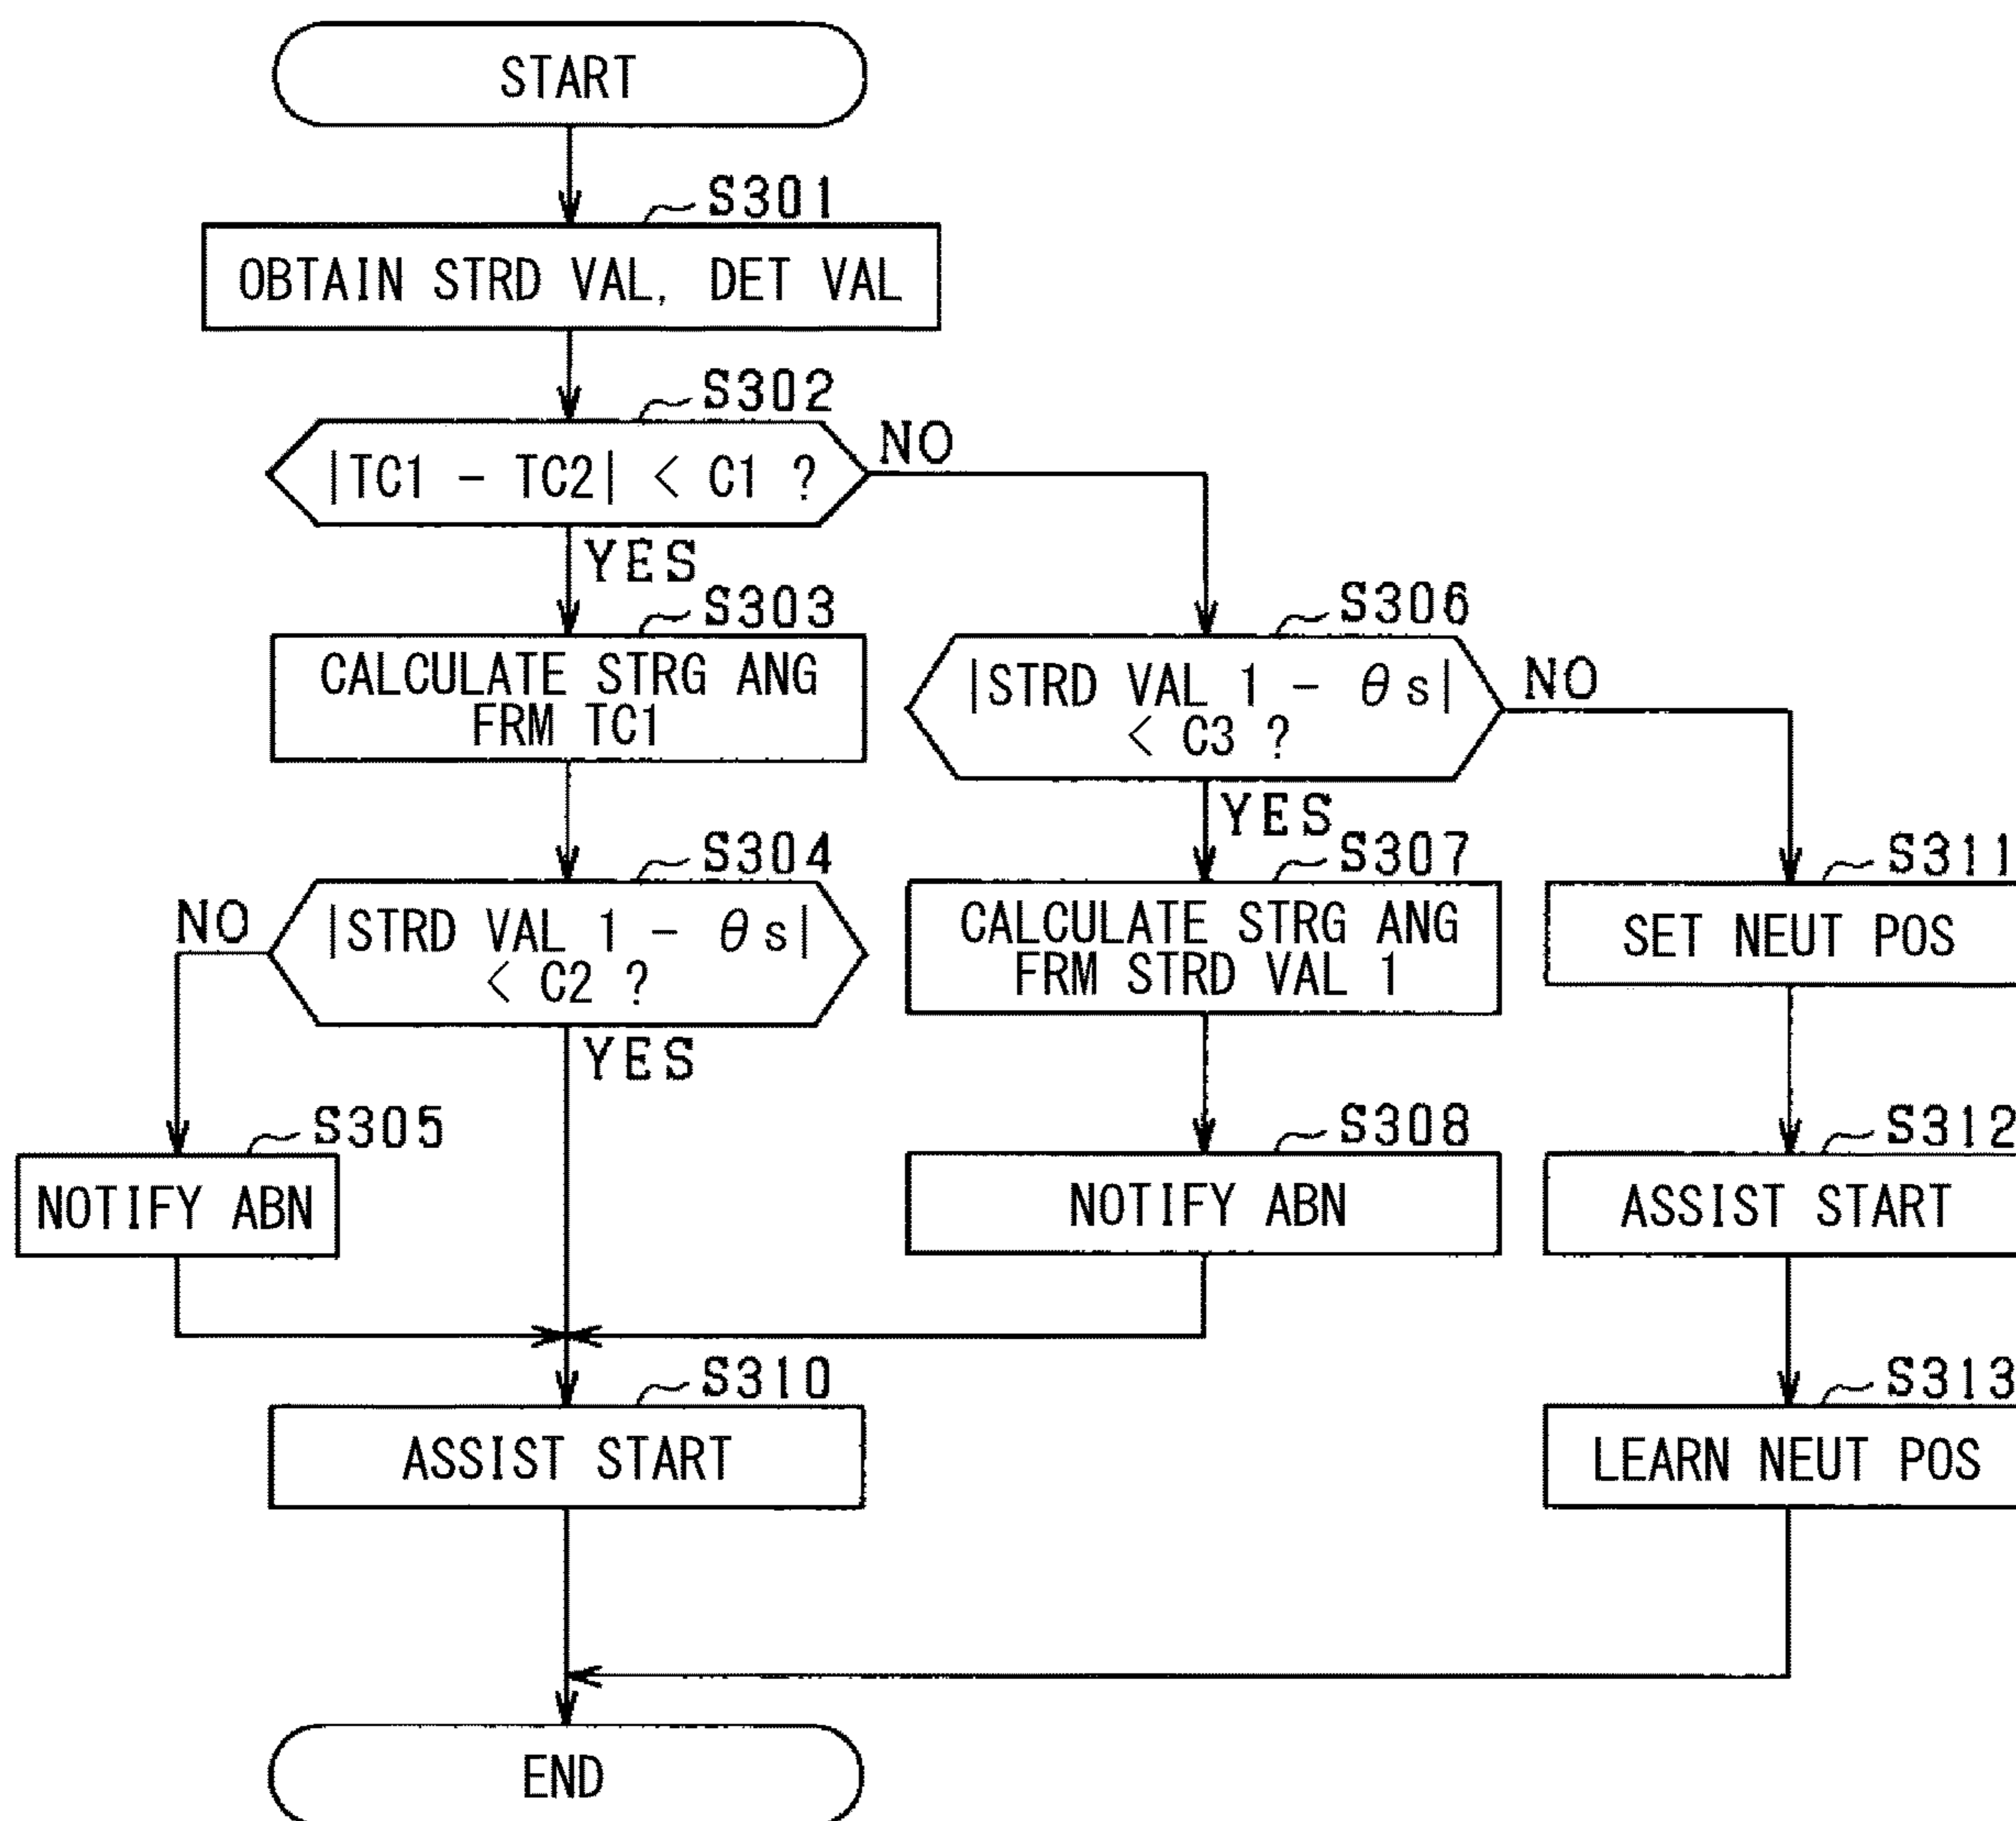 START
S301
OBTAIN STRD VAL, DET VAL
S302
|TC1 - TC2| < C1 ?
NO
YES
S303
CALCULATE STRG ANG
FRM TC1
S306
|STRD VAL 1 - θs|
< C3 ?
NO
YES
S304
|STRD VAL 1 - θs|
< C2 ?
NO
YES
S307
CALCULATE STRG ANG
FRM STRD VAL 1
S311
SET NEUT POS
S305
NOTIFY ABN
S308
NOTIFY ABN
S312
ASSIST START
S310
ASSIST START
S313
LEARN NEUT POS
END